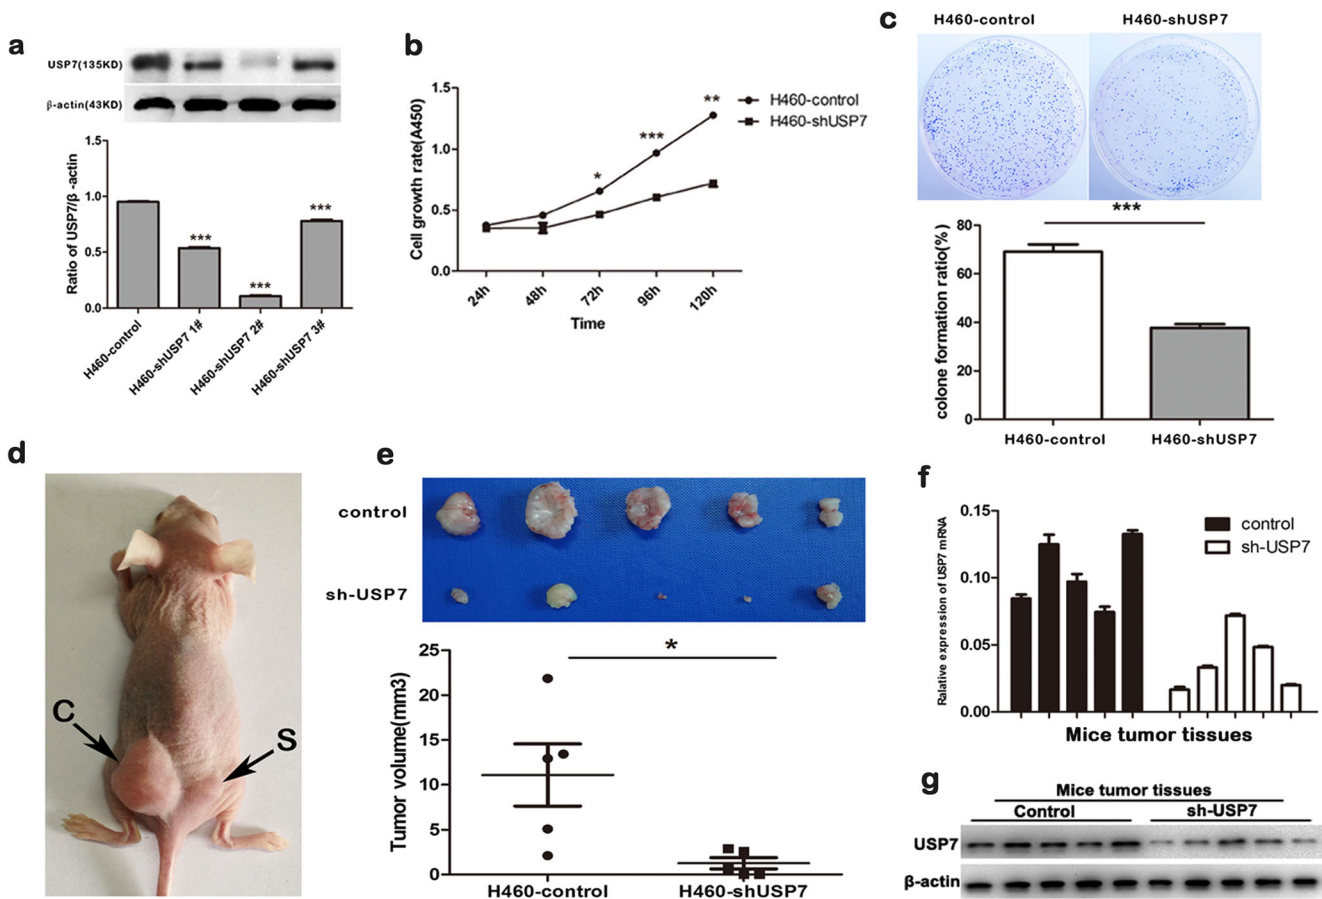 a
USP7(135KD)
β-actin(43KD)
Ratio of USP7/β -actin
1.5
1.0
0.5
0.0
***
***
***
H460-control
H460-shUSP7 1#
H460-shUSP7 2#
H460-shUSP7 3#
b
Cell growth rate(A450)
1.5
1.0
0.5
0.0
*
***
**
H460-control
H460-shUSP7
24h
48h
72h
96h
120h
Time
c
H460-control
H460-shUSP7
***
colone formation ratio(%)
80
60
40
20
0
H460-control
H460-shUSP7
d
C
S
e
control
sh-USP7
*
Tumor volume(mm3)
25
20
15
10
5
0
H460-control
H460-shUSP7
f
Ralative expression of USP7 mRNA
0.15
0.10
0.05
0.00
control
sh-USP7
Mice tumor tissues
g
Mice tumor tissues
Control
sh-USP7
USP7
β-actin